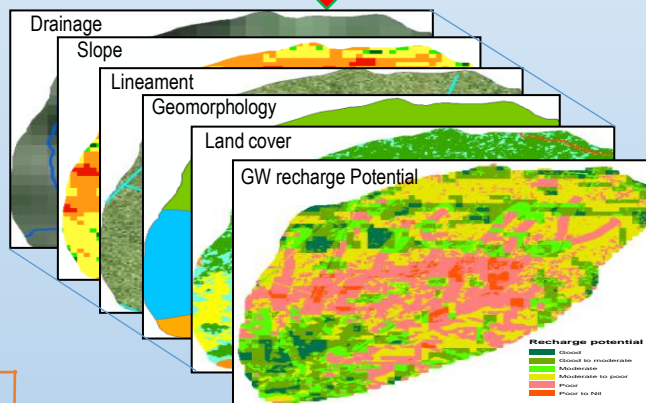 Drainage
Slope
Lineament
Geomorphology
Land cover
GW recharge Potential
Recharge potential
Good
Good to moderate
Moderate
Moderate to poor
Poor
Poor to Nil